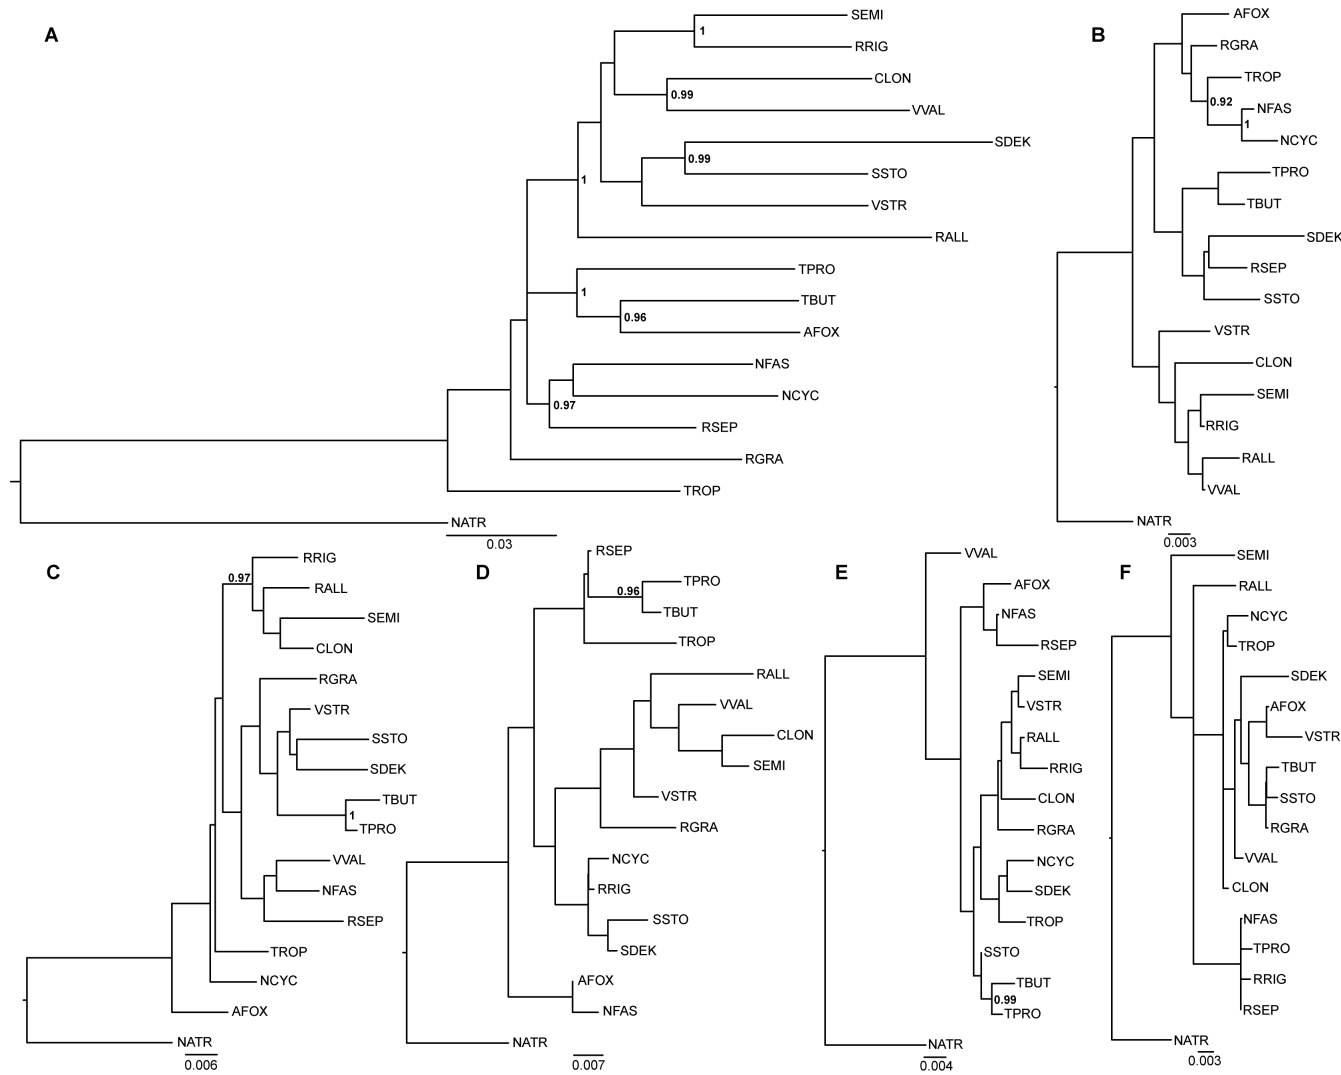 A
SEMI
1
RRIG
CLON
0.99
VVAL
SDEK
0.99
SSTO
1
VSTR
RALL
TPRO
1
TBUT
0.96
AFOX
NFAS
NCYC
0.97
RSEP
RGRA
TROP
NATR
0.03
B
AFOX
RGRA
TROP
0.92
NFAS
1
NCYC
TPRO
TBUT
SDEK
RSEP
SSTO
VSTR
CLON
SEMI
RRIG
RALL
VVAL
NATR
0.003
C
RRIG
0.97
RALL
SEMI
CLON
RGRA
VSTR
SSTO
SDEK
TBUT
1
TPRO
VVAL
NFAS
RSEP
TROP
NCYC
AFOX
NATR
0.006
D
RSEP
TPRO
0.96
TBUT
TROP
RALL
VVAL
CLON
SEMI
VSTR
RGRA
NCYC
RRIG
SSTO
SDEK
AFOX
NFAS
NATR
0.007
E
VVAL
AFOX
NFAS
RSEP
SEMI
VSTR
RALL
RRIG
CLON
RGRA
NCYC
SDEK
TROP
SSTO
TBUT
0.99
TPRO
NATR
0.004
F
SEMI
RALL
NCYC
TROP
SDEK
AFOX
VSTR
TBUT
SSTO
RGRA
VVAL
CLON
NFAS
TPRO
RRIG
RSEP
NATR
0.003